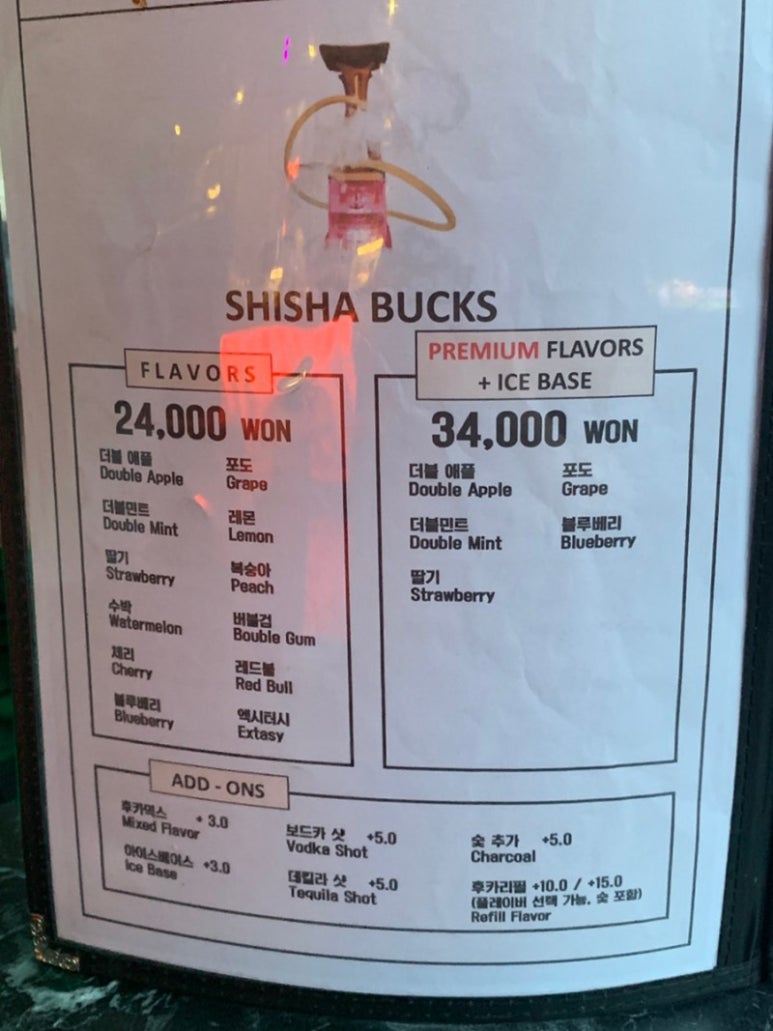 SHISHA BUCKS
FLAVORS
24,000 WON
더블 애플
Double Apple
더블민트
Double Mint
딸기
Strawberry
수박
Watermelon
체리
Cherry
블루베리
Blueberry
포도
Grape
레몬
Lemon
복숭아
Peach
버블검
Bouble Gum
레드불
Red Bull
엑시터시
Extasy
PREMIUM FLAVORS
+ ICE BASE
34,000 WON
더블 애플
Double Apple
더블민트
Double Mint
딸기
Strawberry
포도
Grape
블루베리
Blueberry
ADD - ONS
후카믹스 + 3.0
Mixed Flavor
아이스베이스 +3.0
Ice Base
보드카 샷 +5.0
Vodka Shot
데킬라 샷 +5.0
Tequila Shot
숯 추가 +5.0
Charcoal
후카리필 +10.0 / +15.0
(플레이버 선택 가능, 숯 포함)
Refill Flavor